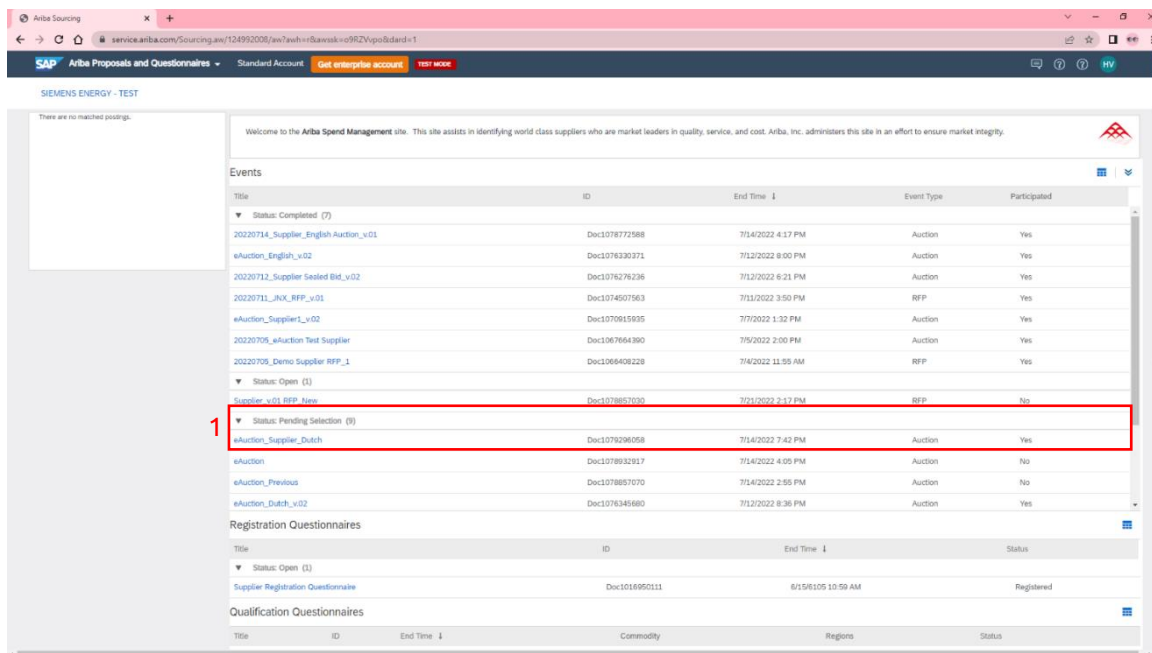 Ariba Sourcing
service.ariba.com/Sourcing.aw/124992008/aw?awh=r&awssk=o9RZVvpo&dard=1
SAP Ariba Proposals and Questionnaires Standard Account Get enterprise account TEST MODE HV
SIEMENS ENERGY - TEST
There are no matched postings.
Welcome to the Ariba Spend Management site. This site assists in identifying world class suppliers who are market leaders in quality, service, and cost. Ariba, Inc. administers this site in an effort to ensure market integrity.
Events
Title ID End Time ↓ Event Type Participated
▼ Status: Completed (7)
20220714_Supplier_English Auction_v.01 Doc1078772588 7/14/2022 4:17 PM Auction Yes
eAuction_English_v.02 Doc1076330371 7/12/2022 8:00 PM Auction Yes
20220712_Supplier Sealed Bid_v.02 Doc1076276236 7/12/2022 6:21 PM Auction Yes
20220711_JNX_RFP_v.01 Doc1074507563 7/11/2022 3:50 PM RFP Yes
eAuction_Supplier1_v.02 Doc1070915935 7/7/2022 1:32 PM Auction Yes
20220705_eAuction Test Supplier Doc1067664390 7/5/2022 2:00 PM Auction Yes
20220705_Demo Supplier RFP_1 Doc1066408228 7/4/2022 11:55 AM RFP Yes
▼ Status: Open (1)
Supplier_v.01 RFP_New Doc1078857030 7/21/2022 2:17 PM RFP No
1 ▼ Status: Pending Selection (9)
eAuction_Supplier_Dutch Doc1079296058 7/14/2022 7:42 PM Auction Yes
eAuction Doc1078932917 7/14/2022 4:05 PM Auction No
eAuction_Previous Doc1078857070 7/14/2022 2:55 PM Auction No
eAuction_Dutch_v.02 Doc1076345680 7/12/2022 8:36 PM Auction Yes
Registration Questionnaires
Title ID End Time ↓ Status
▼ Status: Open (1)
Supplier Registration Questionnaire Doc1016950111 6/15/6105 10:59 AM Registered
Qualification Questionnaires
Title ID End Time ↓ Commodity Regions Status